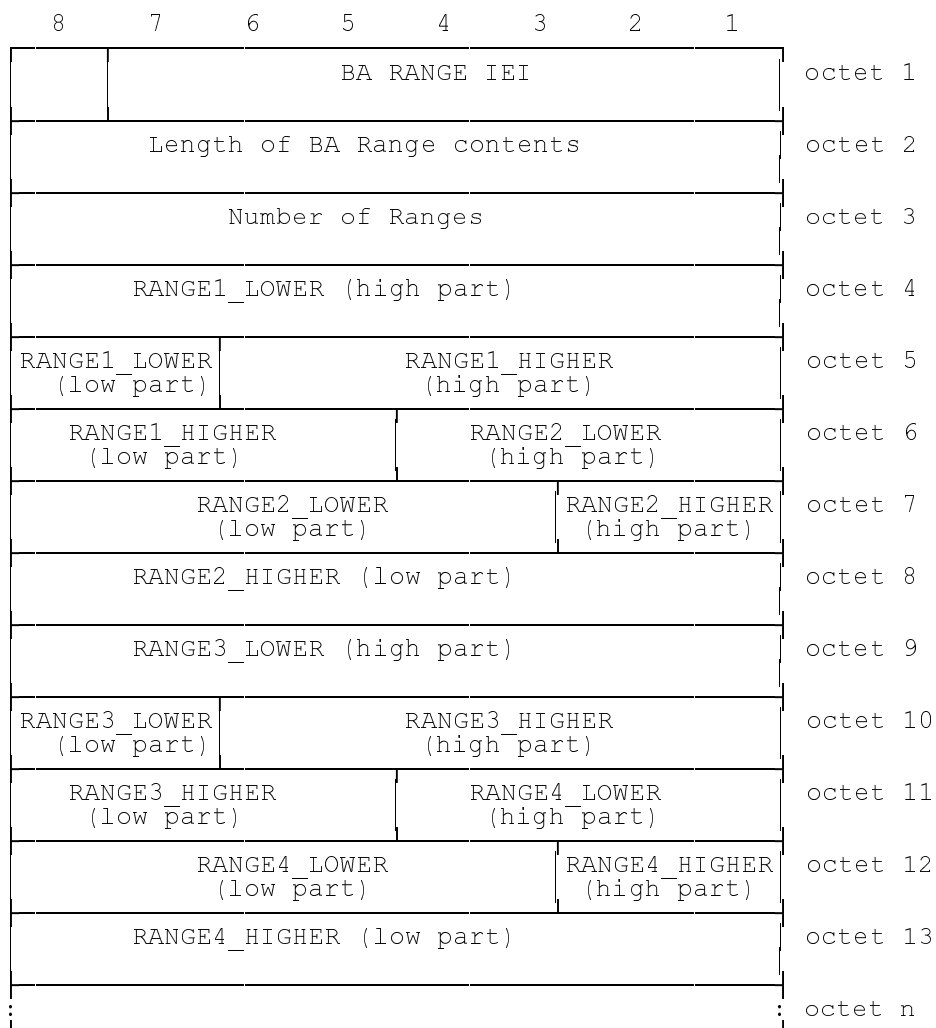 8 7 6 5 4 3 2 1
BA RANGE IEI octet 1
Length of BA Range contents octet 2
Number of Ranges octet 3
RANGE1_LOWER (high part) octet 4
RANGE1_LOWER RANGE1_HIGHER octet 5
(low part) (high part)
RANGE1_HIGHER RANGE2_LOWER octet 6
(low part) (high part)
RANGE2_LOWER RANGE2_HIGHER octet 7
(low part) (high part)
RANGE2_HIGHER (low part) octet 8
RANGE3_LOWER (high part) octet 9
RANGE3_LOWER RANGE3_HIGHER octet 10
(low part) (high part)
RANGE3_HIGHER RANGE4_LOWER octet 11
(low part) (high part)
RANGE4_LOWER RANGE4_HIGHER octet 12
(low part) (high part)
RANGE4_HIGHER (low part) octet 13
: : octet n